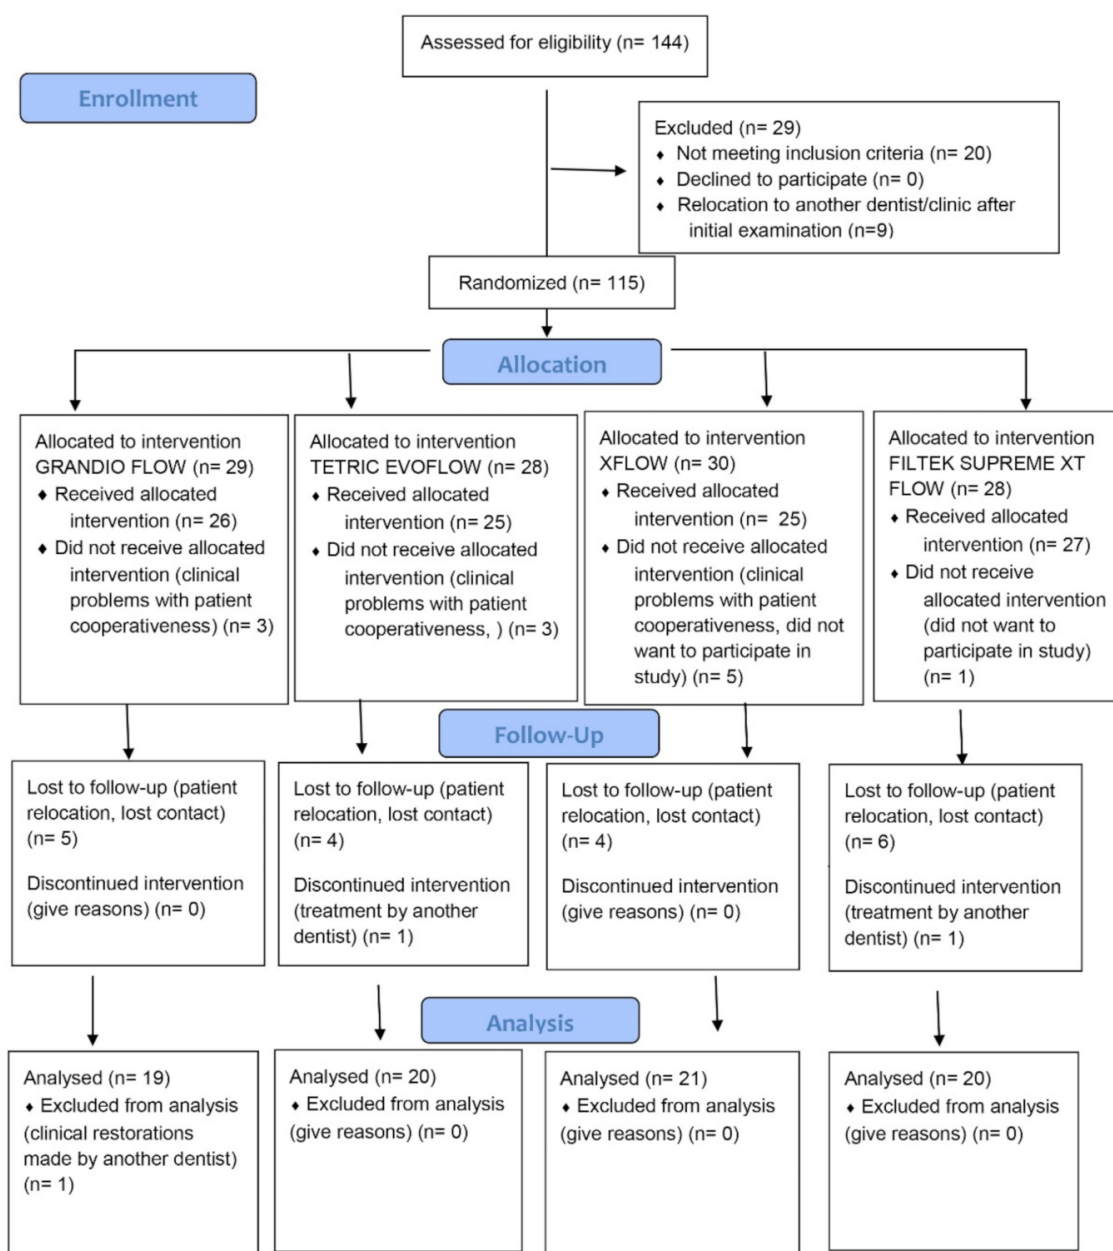 Assessed for eligibility (n= 144)
Enrollment
Excluded (n= 29)
♦ Not meeting inclusion criteria (n= 20)
♦ Declined to participate (n= 0)
♦ Relocation to another dentist/clinic after
initial examination (n=9)
Randomized (n= 115)
Allocation
Allocated to intervention
GRANDIO FLOW (n= 29)
♦ Received allocated
intervention (n= 26)
♦ Did not receive allocated
intervention (clinical
problems with patient
cooperativeness) (n= 3)
Allocated to intervention
TETRIC EVOFLOW (n= 28)
♦ Received allocated
intervention (n= 25)
♦ Did not receive allocated
intervention (clinical
problems with patient
cooperativeness, ) (n= 3)
Allocated to intervention
XFLOW (n= 30)
♦ Received allocated
intervention (n= 25)
♦ Did not receive allocated
intervention (clinical
problems with patient
cooperativeness, did not
want to participate in
study) (n= 5)
Allocated to intervention
FILTEK SUPREME XT
FLOW (n= 28)
♦ Received allocated
intervention (n= 27)
♦ Did not receive
allocated intervention
(did not want to
participate in study)
(n= 1)
Follow-Up
Lost to follow-up (patient
relocation, lost contact)
(n= 5)
Discontinued intervention
(give reasons) (n= 0)
Lost to follow-up (patient
relocation, lost contact)
(n= 4)
Discontinued intervention
(treatment by another
dentist) (n= 1)
Lost to follow-up (patient
relocation, lost contact)
(n= 4)
Discontinued intervention
(give reasons) (n= 0)
Lost to follow-up (patient
relocation, lost contact)
(n= 6)
Discontinued intervention
(treatment by another
dentist) (n= 1)
Analysis
Analysed (n= 19)
♦ Excluded from analysis
(clinical restorations
made by another dentist)
(n= 1)
Analysed (n= 20)
♦ Excluded from analysis
(give reasons) (n= 0)
Analysed (n= 21)
♦ Excluded from analysis
(give reasons) (n= 0)
Analysed (n= 20)
♦ Excluded from analysis
(give reasons) (n= 0)